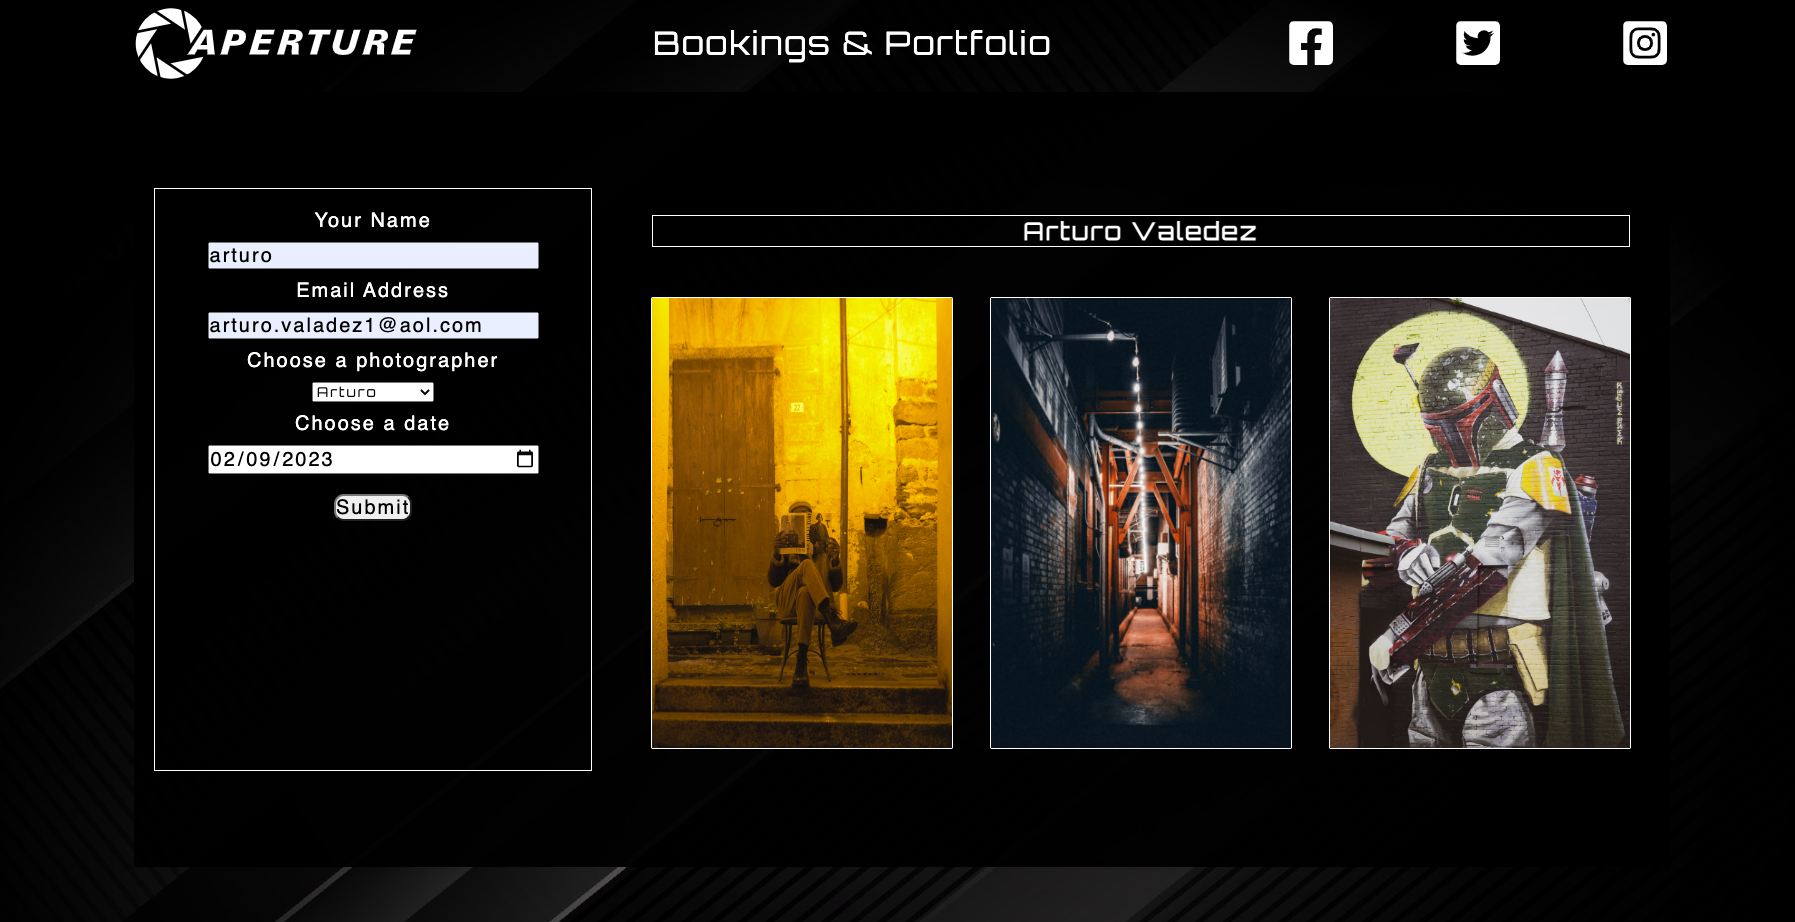 APERTURE
Bookings & Portfolio
Your Name
arturo
Email Address
arturo.valadez1@aol.com
Choose a photographer
Arturo
Choose a date
02/09/2023
Submit
Arturo Valedez